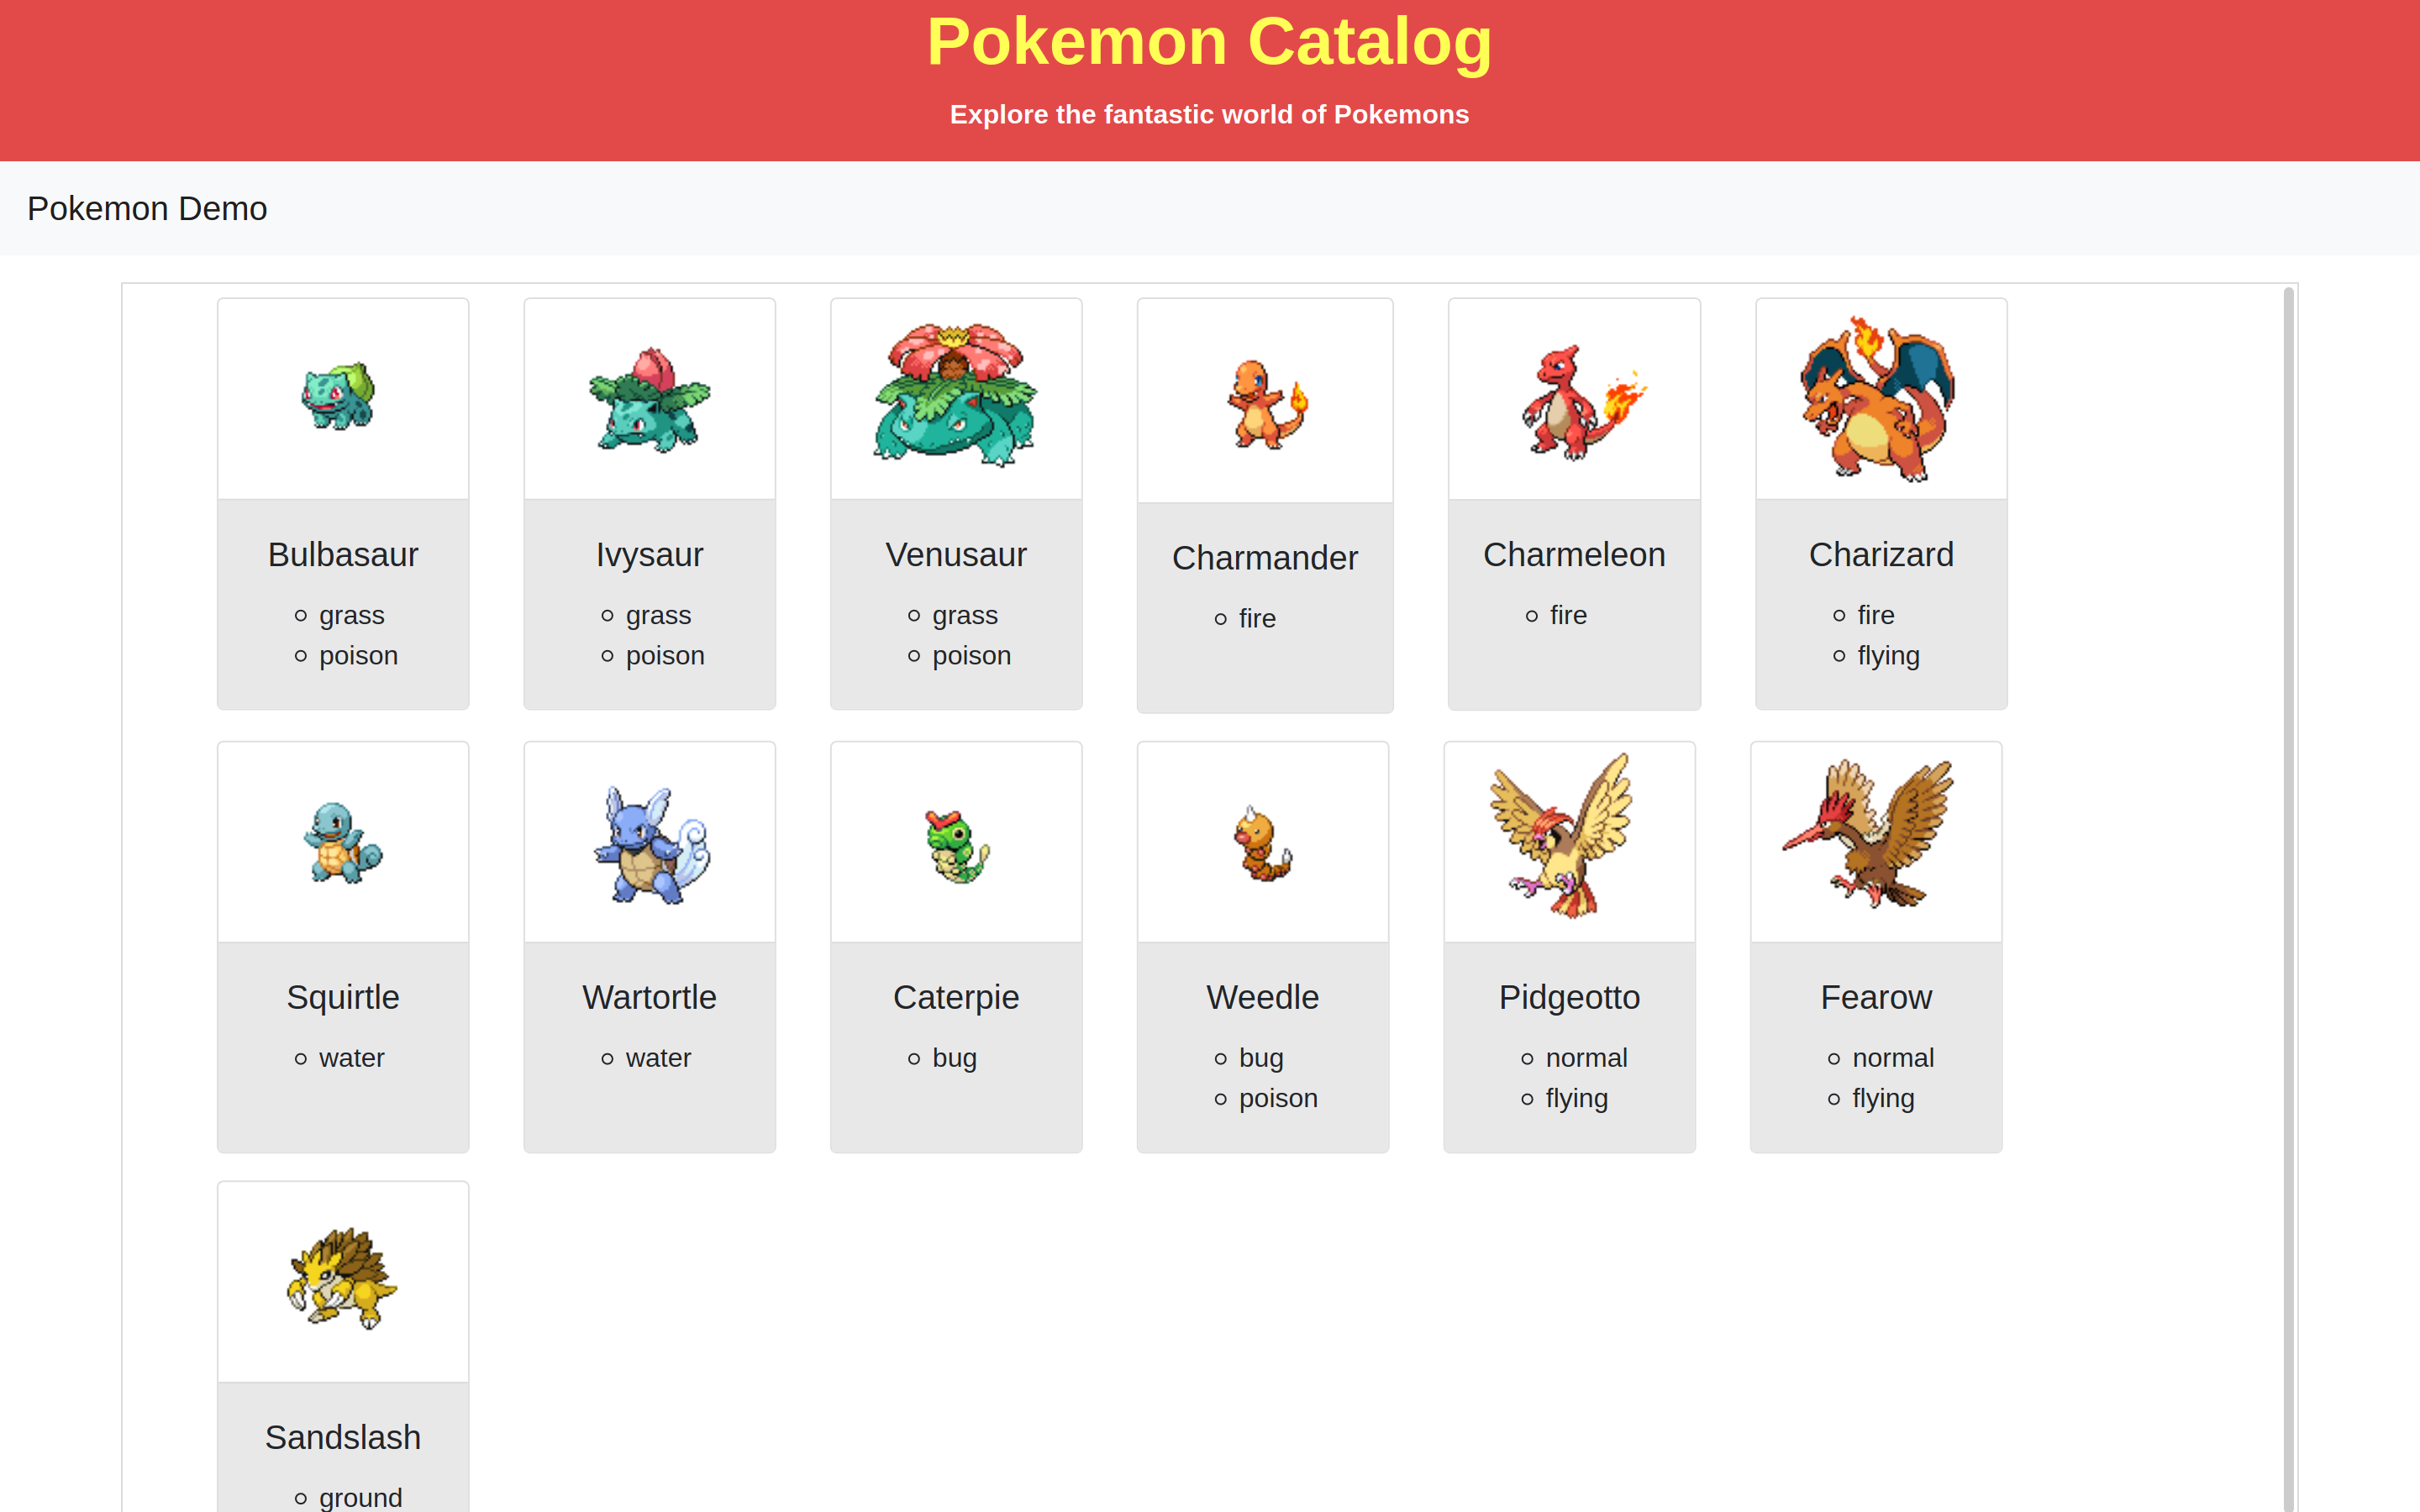 Pokemon Catalog
Explore the fantastic world of Pokemons
Pokemon Demo
Bulbasaur
grass
poison
Ivysaur
grass
poison
Venusaur
grass
poison
Charmander
fire
Charmeleon
fire
Charizard
fire
flying
Squirtle
water
Wartortle
water
Caterpie
bug
Weedle
bug
poison
Pidgeotto
normal
flying
Fearow
normal
flying
Sandslash
ground